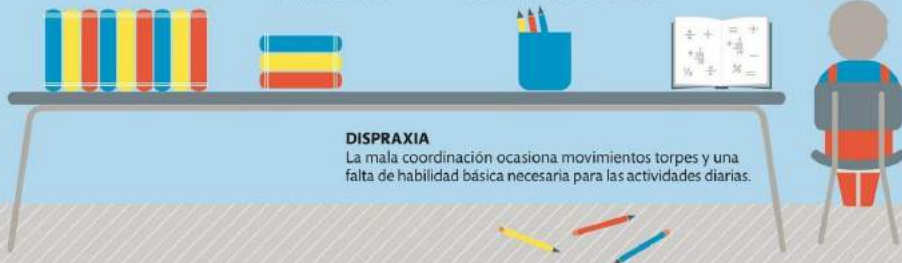 DISPRAXIA
La mala coordinación ocasiona movimientos torpes y una
falta de habilidad básica necesaria para las actividades diarias.